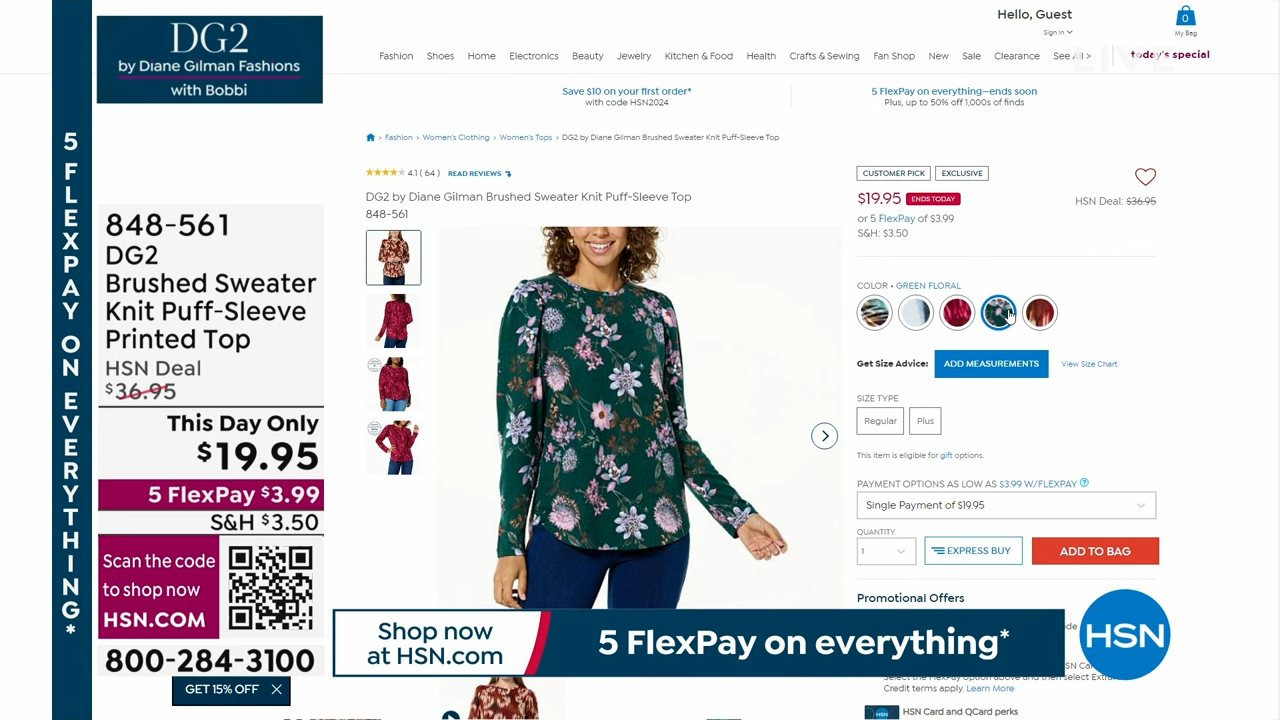 DG2
by Diane Gilman Fashions
with Bobbi
5 FLEXPAY ON EVERYTHING*
848-561
DG2
Brushed Sweater
Knit Puff-Sleeve
Printed Top
HSN Deal
$36.95
This Day Only
$19.95
5 FlexPay $3.99
S&H $3.50
Scan the code
to shop now
HSN.COM
800-284-3100
GET 15% OFF
Hello, Guest
Sign In
0
My Bag
LIVE
Fashion Shoes Home Electronics Beauty Jewelry Kitchen & Food Health Crafts & Sewing Fan Shop New Sale Clearance See All > today's special
Save $10 on your first order*
with code HSN2024
5 FlexPay on everything—ends soon
Plus, up to 50% off 1,000s of finds
> Fashion > Women's Clothing > Women's Tops > DG2 by Diane Gilman Brushed Sweater Knit Puff-Sleeve Top
4.1 ( 64 ) READ REVIEWS
DG2 by Diane Gilman Brushed Sweater Knit Puff-Sleeve Top
848-561
CUSTOMER PICK EXCLUSIVE
$19.95 ENDS TODAY
HSN Deal: $36.95
or 5 FlexPay of $3.99
S&H: $3.50
COLOR • GREEN FLORAL
Get Size Advice: ADD MEASUREMENTS View Size Chart
SIZE TYPE
Regular Plus
This item is eligible for gift options.
PAYMENT OPTIONS AS LOW AS $3.99 W/FLEXPAY ?
Single Payment of $19.95
QUANTITY
1 EXPRESS BUY ADD TO BAG
Promotional Offers
Shop now
at HSN.com
5 FlexPay on everything*
HSN
Select the FlexPay Option above and then select Extra
Credit terms apply. Learn More
HSN
HSN Card and QCard perks